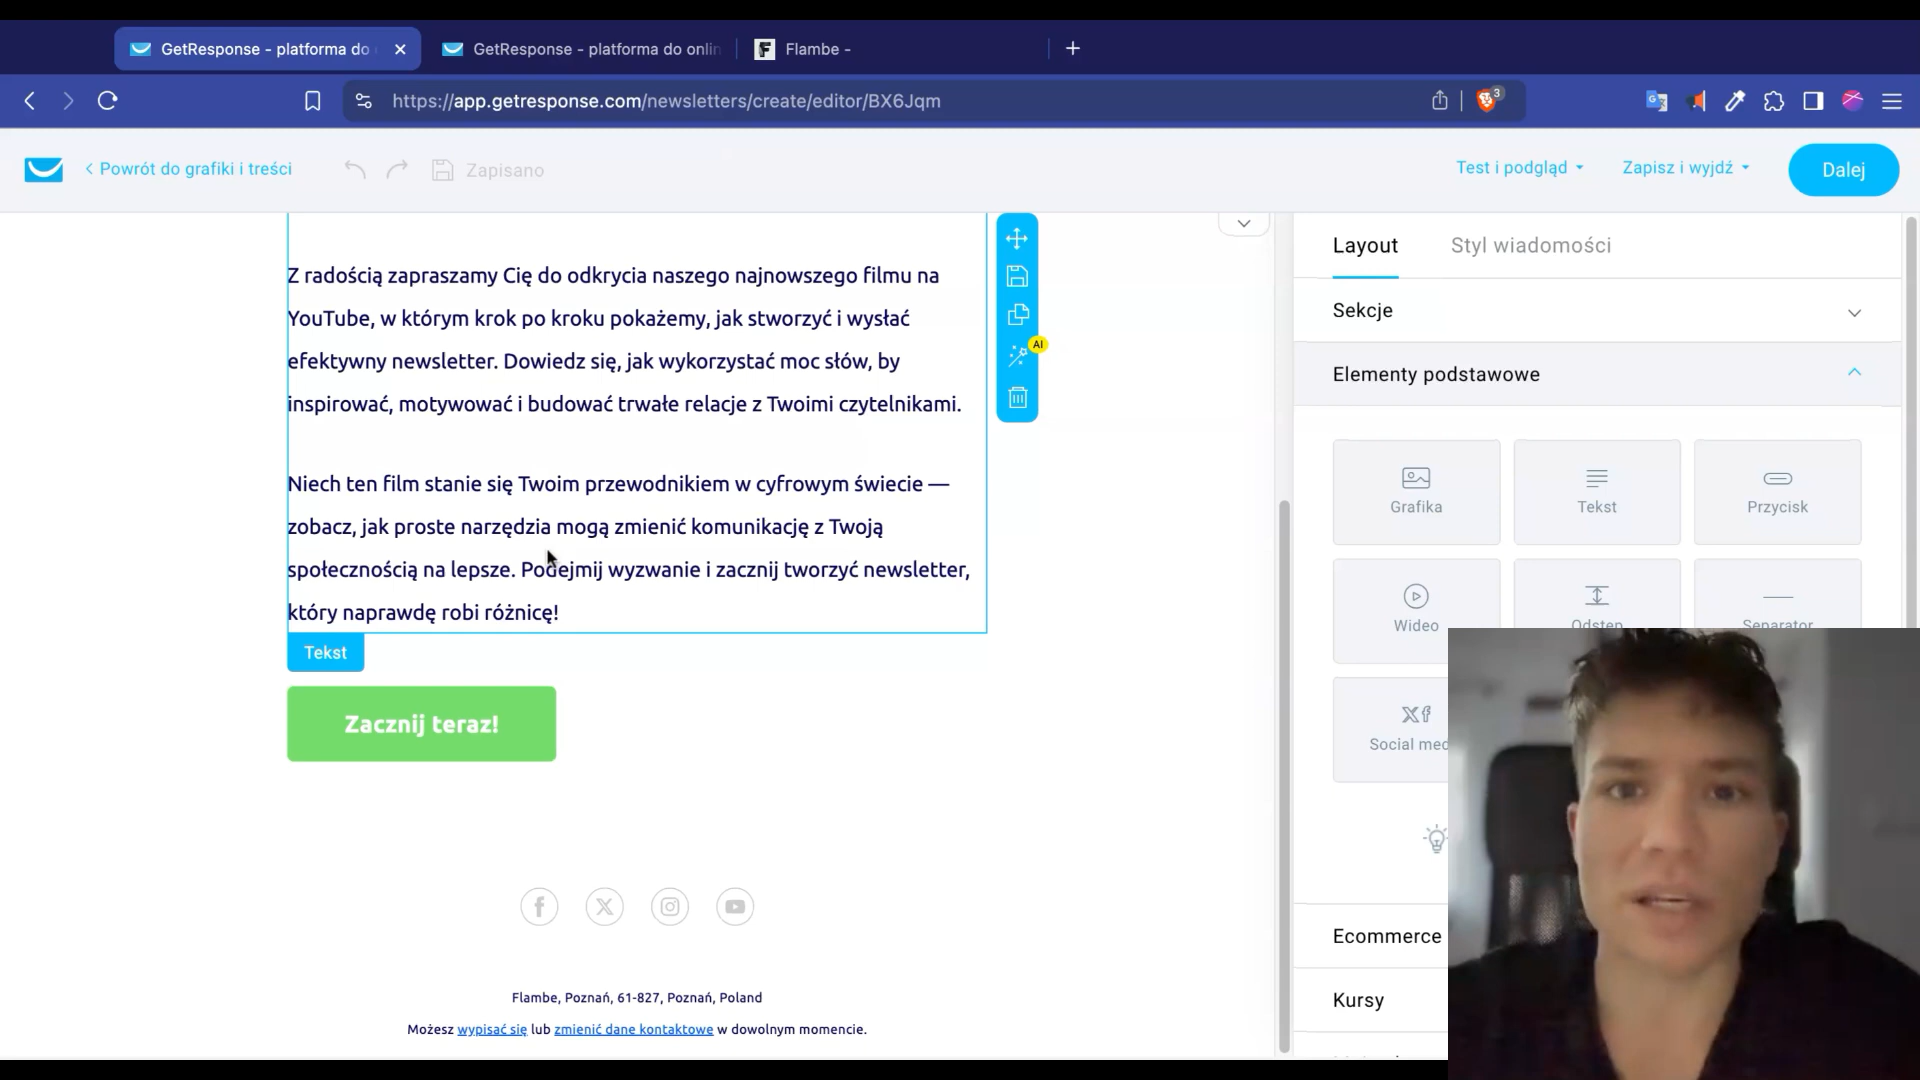 GetResponse - platforma do
GetResponse - platforma do onlin
Flambe -
https://app.getresponse.com/newsletters/create/editor/BX6Jqm
3
Powrót do grafiki i treści
Zapisano
Test i podgląd
Zapisz i wyjdź
Dalej
Z radością zapraszamy Cię do odkrycia naszego najnowszego filmu na
YouTube, w którym krok po kroku pokażemy, jak stworzyć i wysłać
efektywny newsletter. Dowiedz się, jak wykorzystać moc słów, by
inspirować, motywować i budować trwałe relacje z Twoimi czytelnikami.
Niech ten film stanie się Twoim przewodnikiem w cyfrowym świecie —
zobacz, jak proste narzędzia mogą zmienić komunikację z Twoją
społecznością na lepsze. Podejmij wyzwanie i zacznij tworzyć newsletter,
który naprawdę robi różnicę!
Tekst
AI
Zacznij teraz!
Flambe, Poznań, 61-827, Poznań, Poland
Możesz wypisać się lub zmienić dane kontaktowe w dowolnym momencie.
Layout
Styl wiadomości
Sekcje
Elementy podstawowe
Grafika
Tekst
Przycisk
Wideo
Odstęp
Separator
Social med
Ecommerce
Kursy